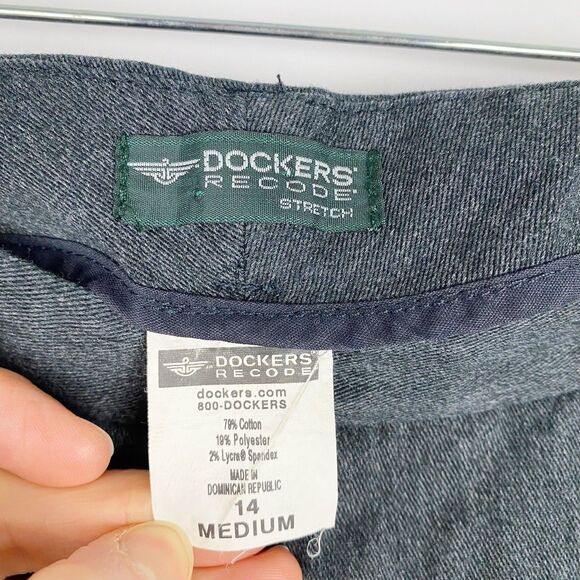 DOCKERS
RECODE
STRETCH
DOCKERS
RECODE
dockers.com
800-DOCKERS
79% Cotton
19% Polyester
2% Lycra® Spandex
MADE IN
DOMINICAN REPUBLIC
14
MEDIUM